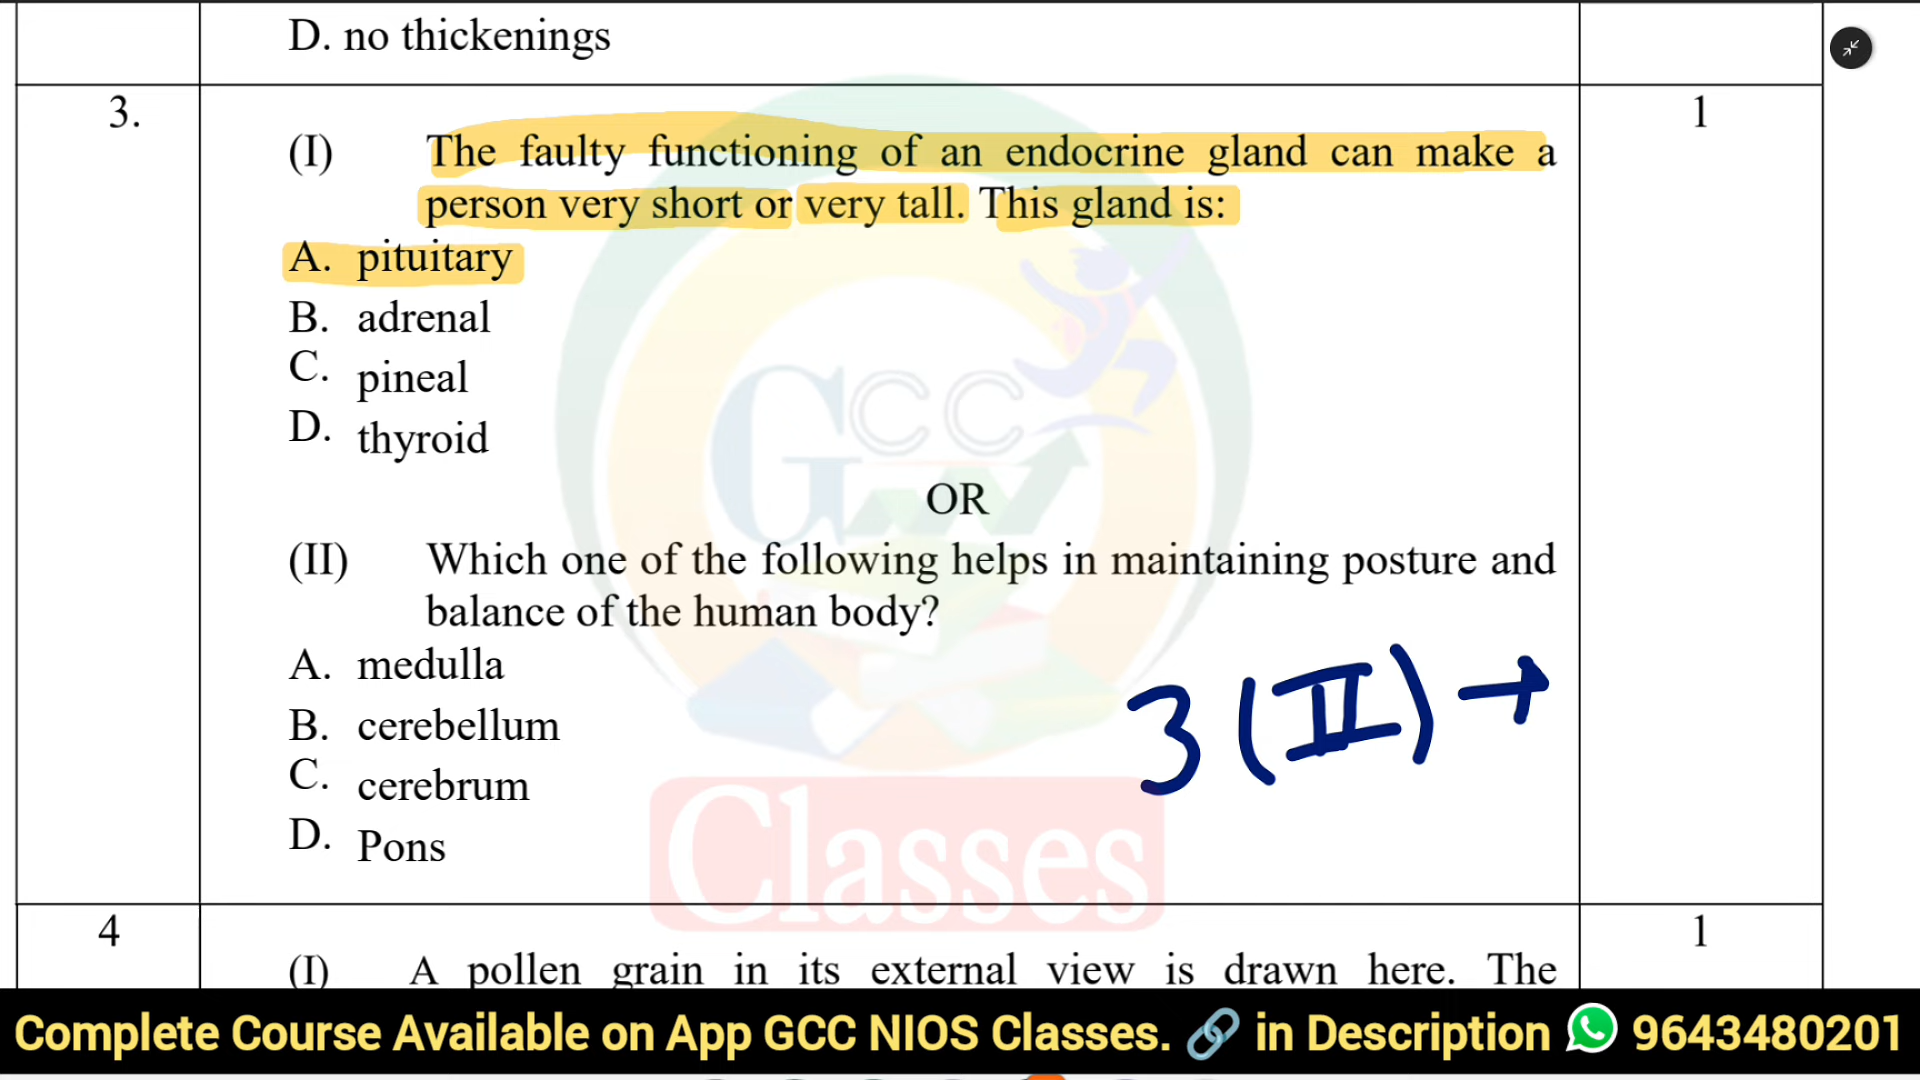 D. no thickenings
3.
1
(I) The faulty functioning of an endocrine gland can make a
person very short or very tall. This gland is:
A. pituitary
B. adrenal
C. pineal
D. thyroid
OR
(II) Which one of the following helps in maintaining posture and
balance of the human body?
A. medulla
B. cerebellum
C. cerebrum
D. Pons
3 (II) →
GCC
Classes
4
1
(I) A pollen grain in its external view is drawn here. The
Complete Course Available on App GCC NIOS Classes. 🔗 in Description 9643480201